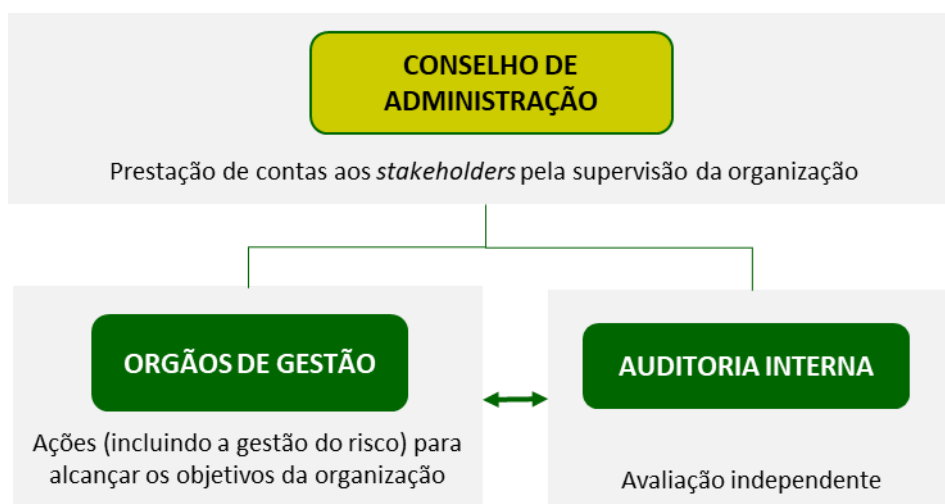 CONSELHO DE
ADMINISTRAÇÃO
Prestação de contas aos stakeholders pela supervisão da organização
ORGÃOS DE GESTÃO
Ações (incluindo a gestão do risco) para
alcançar os objetivos da organização
AUDITORIA INTERNA
Avaliação independente